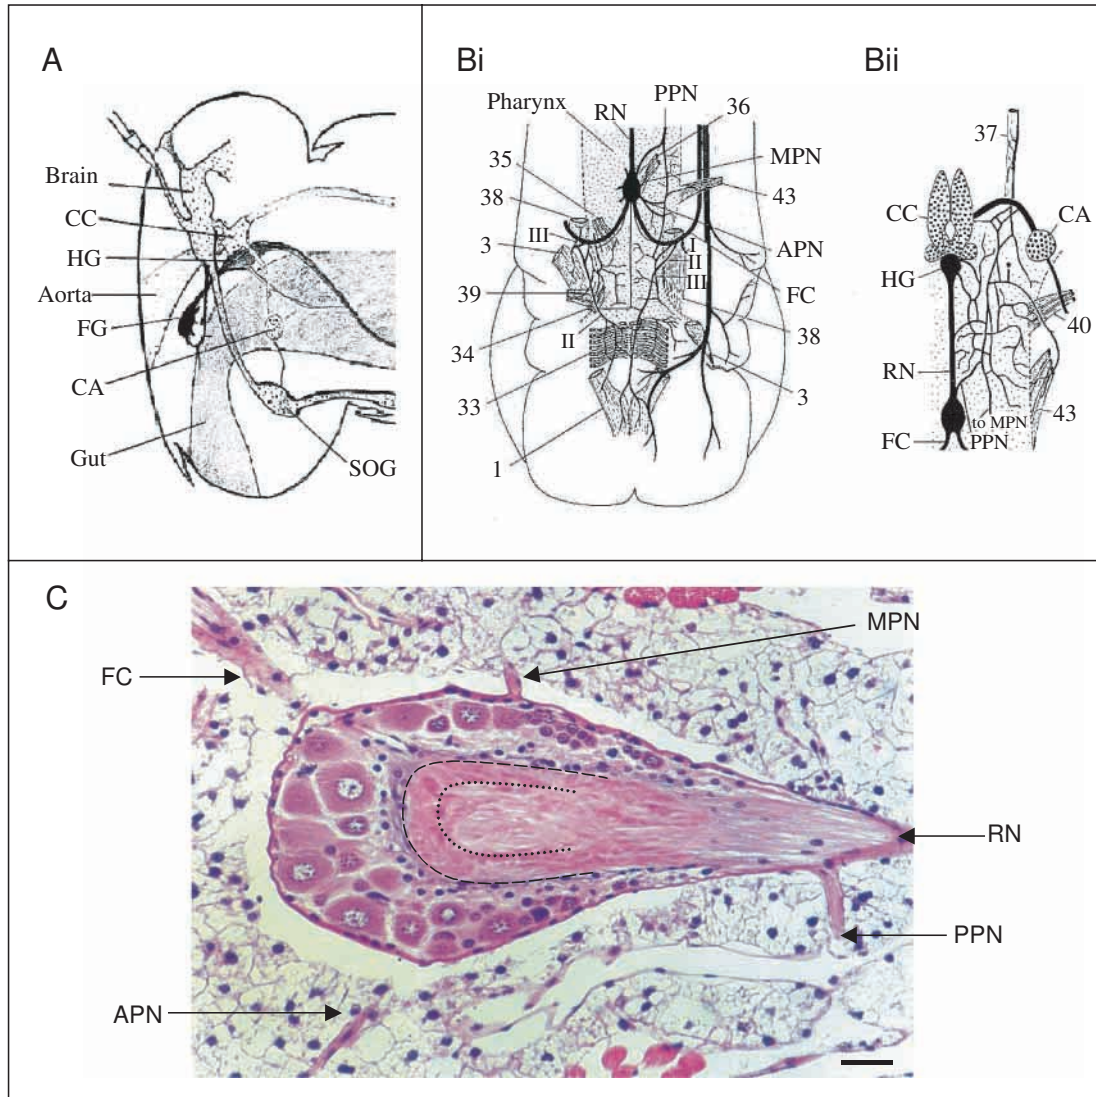 A
Brain
CC
HG
Aorta
FG
CA
Gut
SOG
Bi
Pharynx
RN
PPN
36
35
MPN
38
43
III
I
3
II
APN
III
39
FC
34
II
38
33
3
1
Bii
37
CC
CA
HG
40
RN
43
to MPN
FC
PPN
C
MPN
FC
RN
PPN
APN